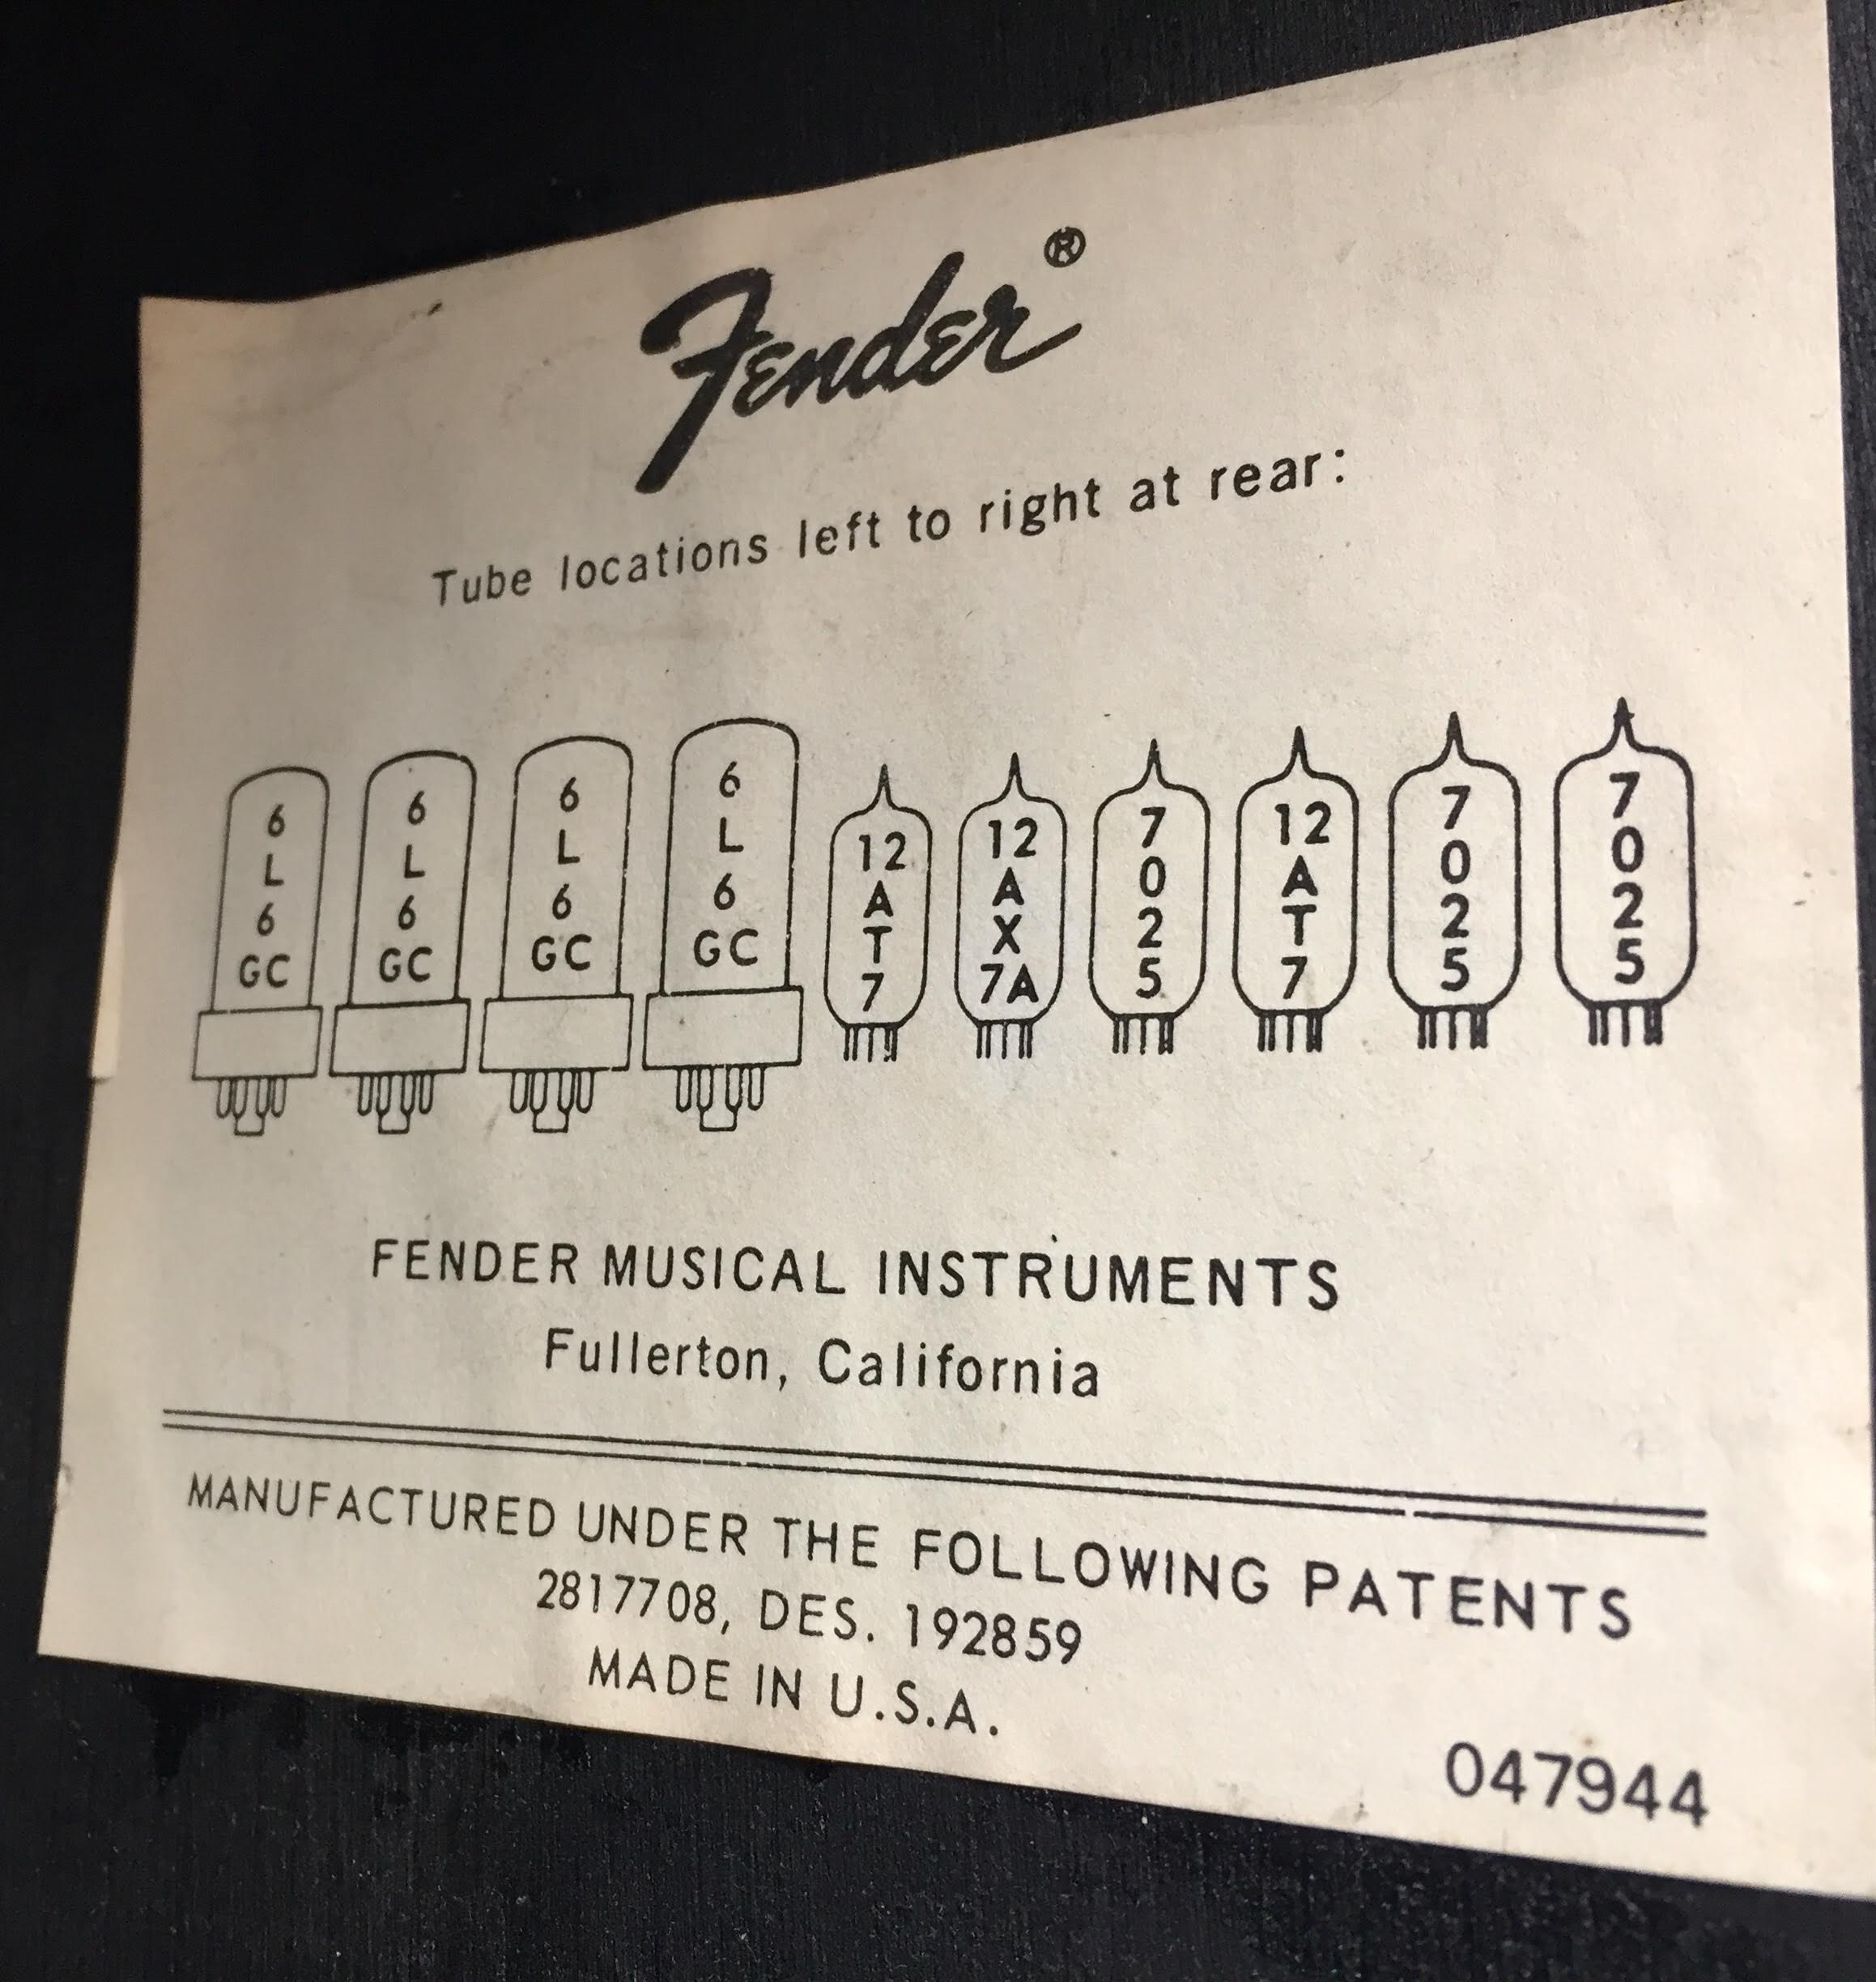 Fender®
Tube locations left to right at rear:
6L6GC 6L6GC 6L6GC 6L6GC 12AT7 12AX7A 7025 12AT7 7025 7025
FENDER MUSICAL INSTRUMENTS
Fullerton, California
MANUFACTURED UNDER THE FOLLOWING PATENTS
2817708, DES. 192859
MADE IN U.S.A.
047944